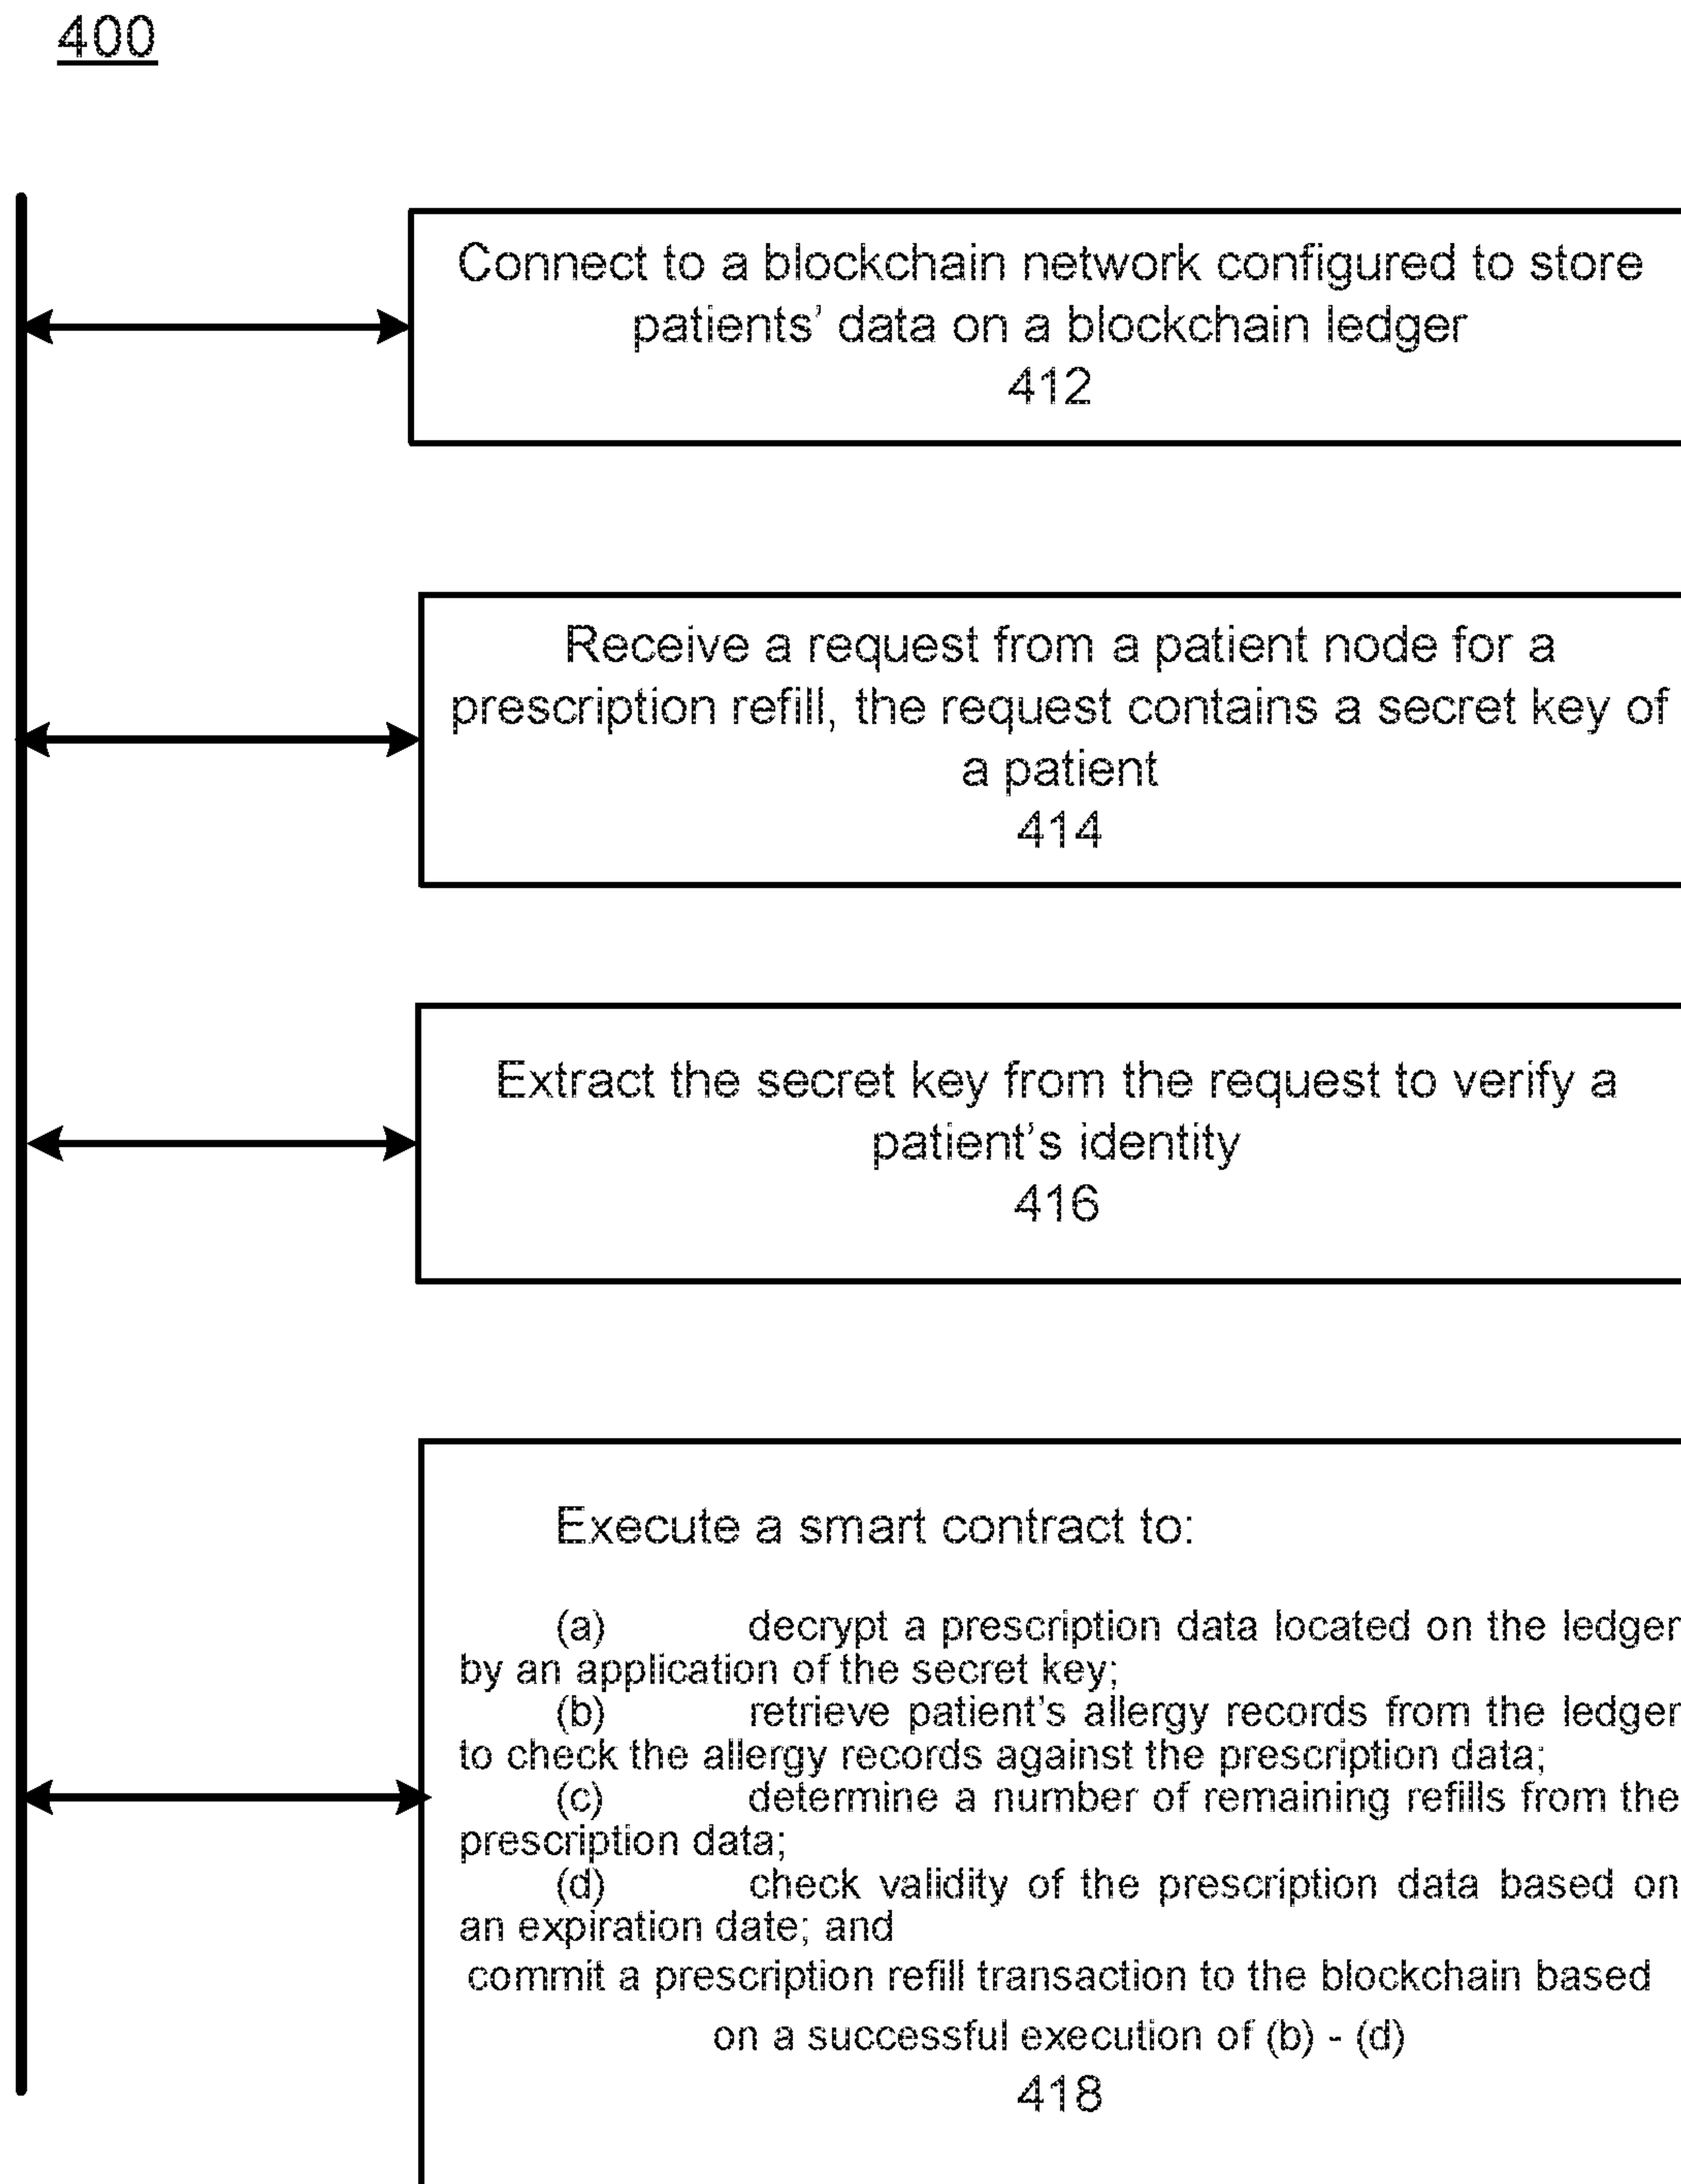 400
Connect to a blockchain network configured to store
patients’ data on a blockchain ledger
412
Receive a request from a patient node for a
prescription refill, the request contains a secret key of
a patient
414
Extract the secret key from the request to verify a
patient’s identity
416
Execute a smart contract to:
(a) decrypt a prescription data located on the ledger
by an application of the secret key;
(b) retrieve patient’s allergy records from the ledger
to check the allergy records against the prescription data;
(c) determine a number of remaining refills from the
prescription data;
(d) check validity of the prescription data based on
an expiration date; and
commit a prescription refill transaction to the blockchain based
on a successful execution of (b) - (d)
418